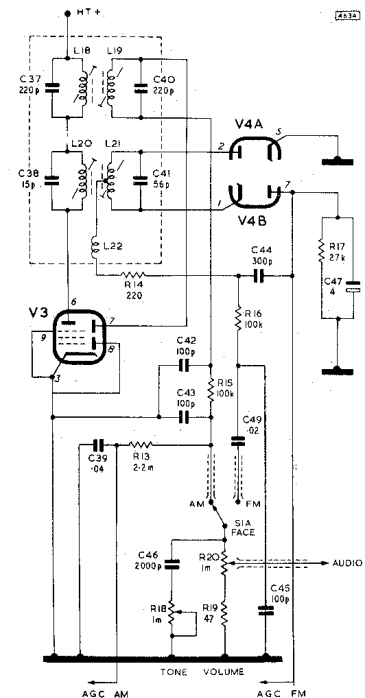 HT+
463A
L18 L19
C37
220p
C40
220p
L20 L21
C38
15p
C41
56p
V4A
5
2
7
1
V4B
L22
R14
220
C44
300p
R17
27k
C47
4
V3
6
7
9
8
3
R16
100k
C42
100p
R15
100k
C43
100p
C49
.02
C39
.04
R13
2.2m
AM
FM
S1A
FACE
C46
2000p
R20
1m
AUDIO
R18
1m
R19
47
C45
100p
TONE VOLUME
AGC AM
AGC FM